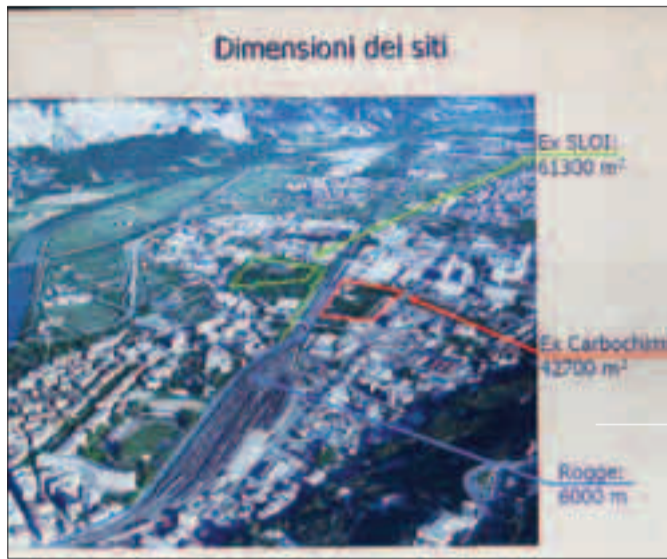 Dimensioni dei siti
Ex SLOI:
61300 m²
Ex Carbochim
42700 m²
Rogge:
6000 m